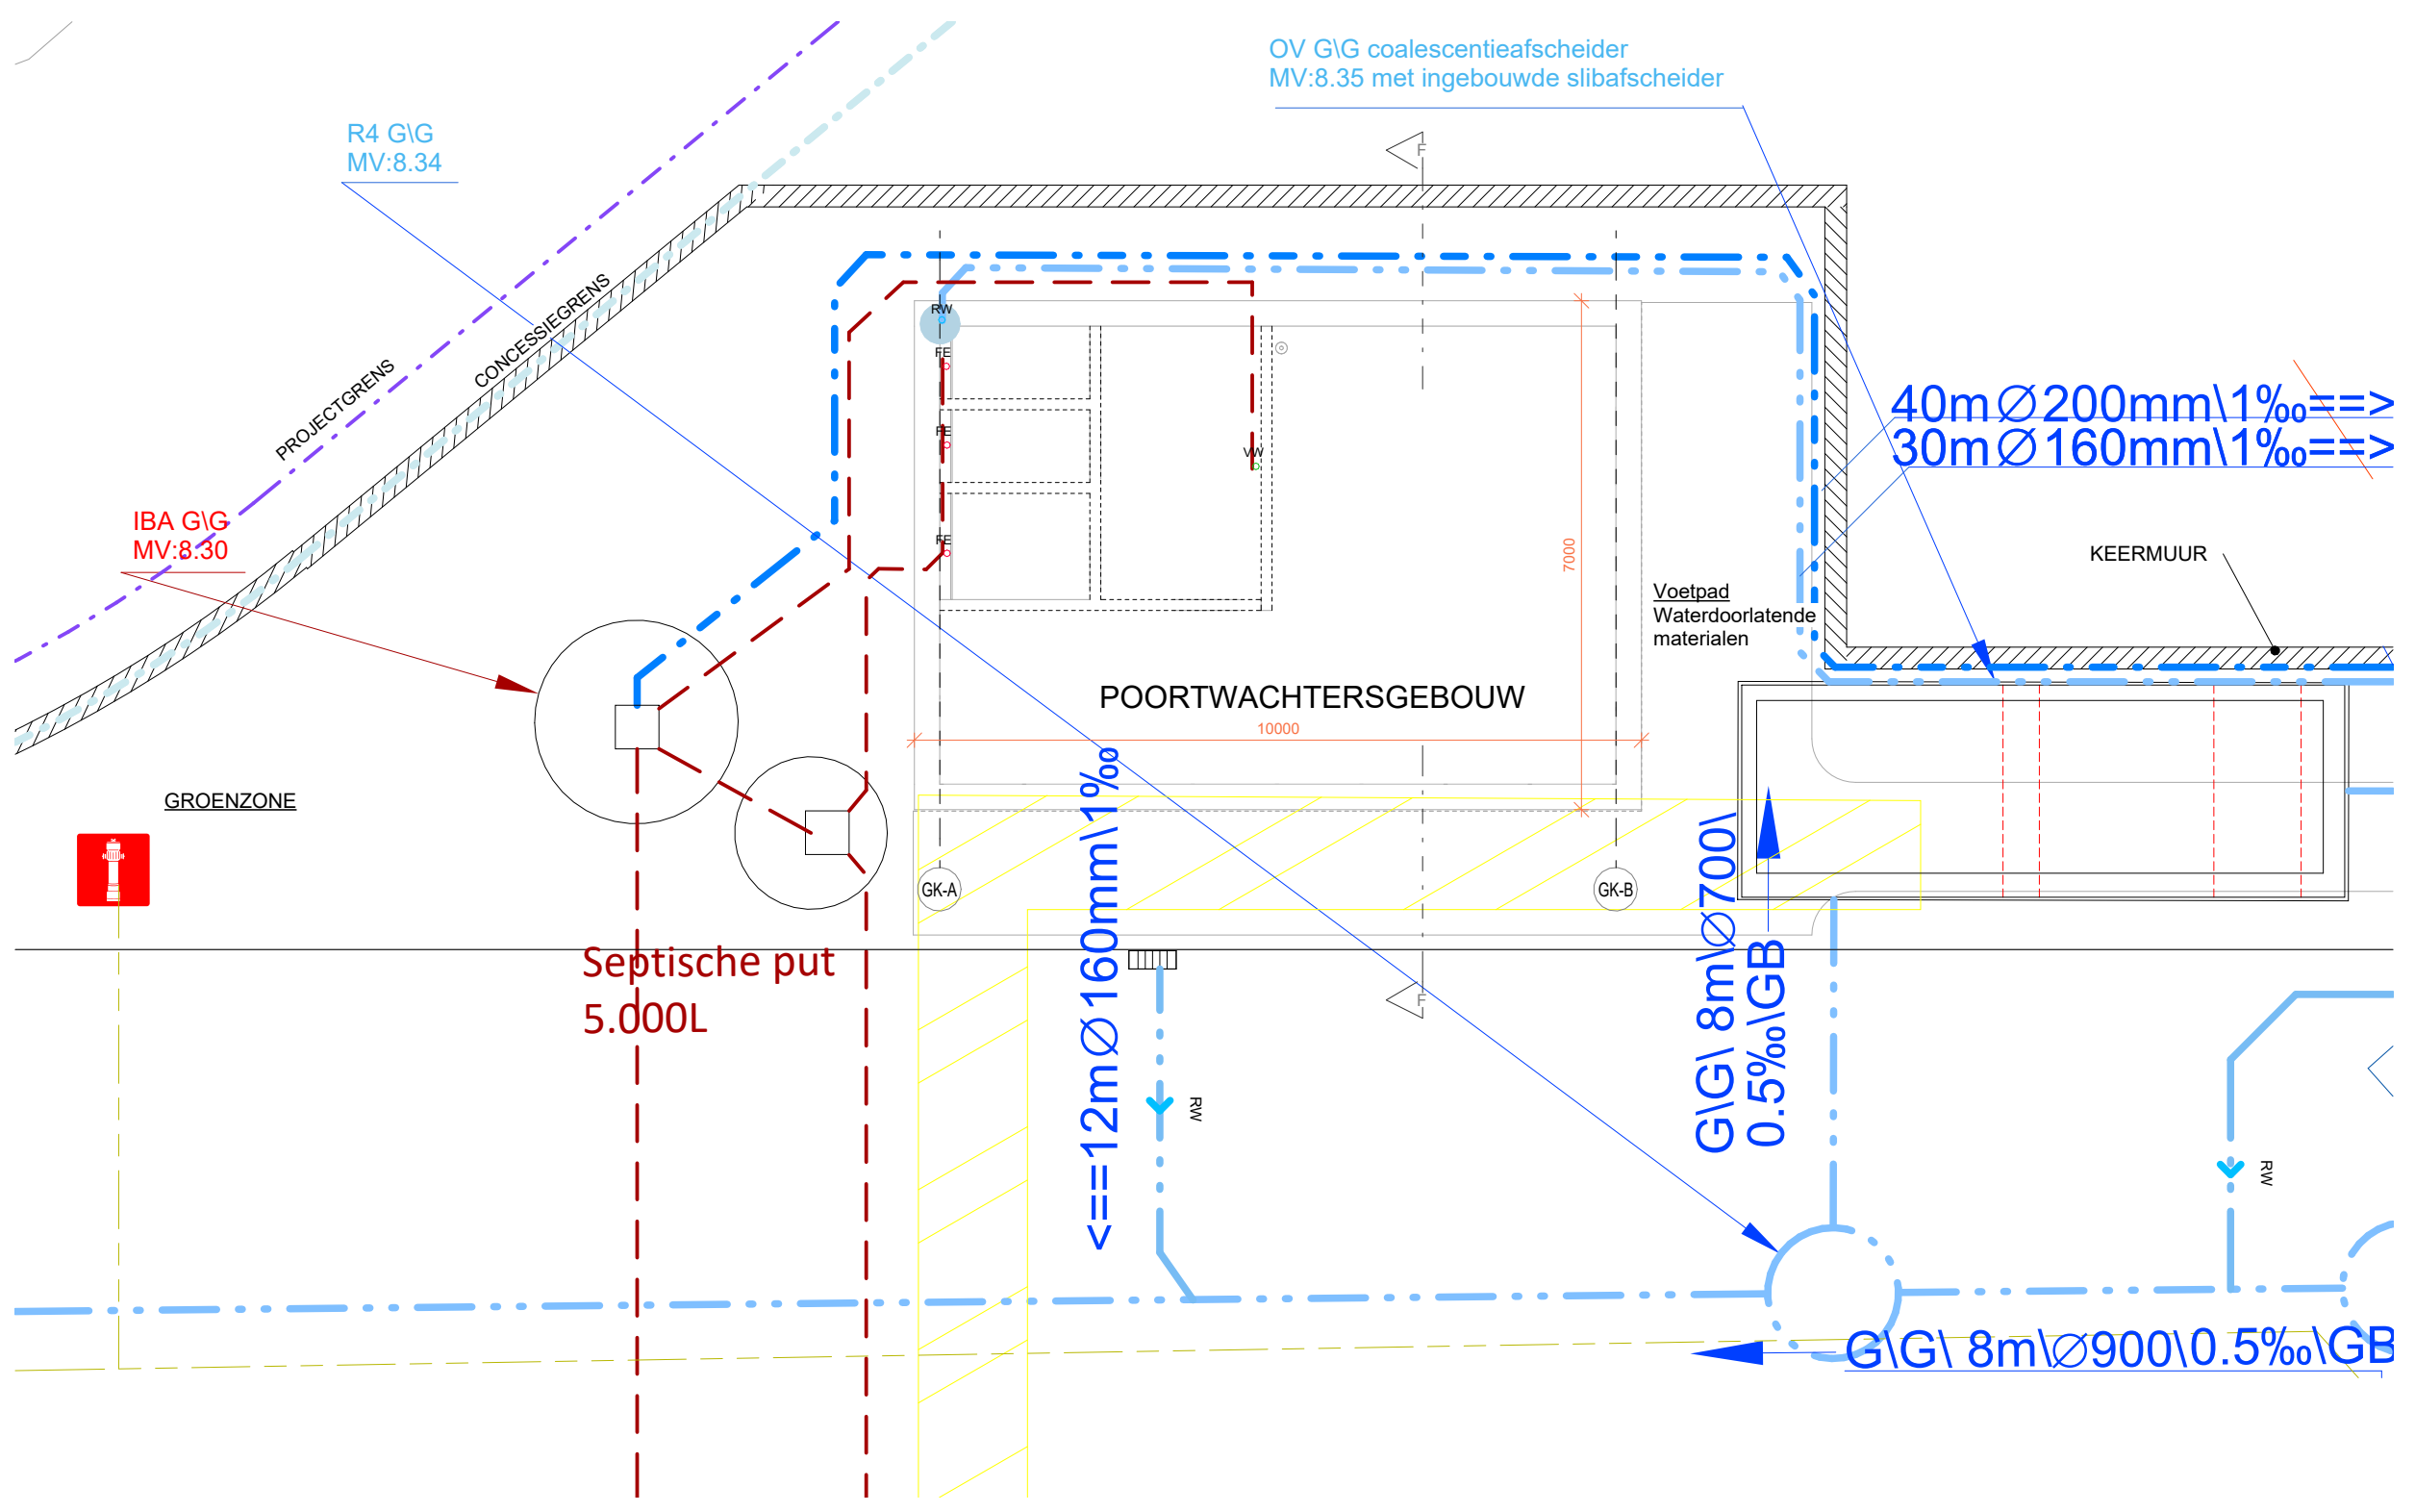 OV G\G coalescentieafscheider
MV:8.35 met ingebouwde slibafscheider
R4 G\G
MV:8.34
F
CONCESSIEGRENS
PROJECTGRENS
RW
FE
FE
FE
VW
40m∅200mm\1‰==>
30m∅160mm\1‰==>
IBA G\G
MV:8.30
7000
KEERMUUR
Voetpad
Waterdoorlatende
materialen
POORTWACHTERSGEBOUW
10000
GROENZONE
GK-A
GK-B
Septische put
5.000L
<==12m∅160mm\1‰
G\G\ 8m\∅700\
0.5‰\GB
F
RW
RW
G\G\ 8m\∅900\0.5‰\GB